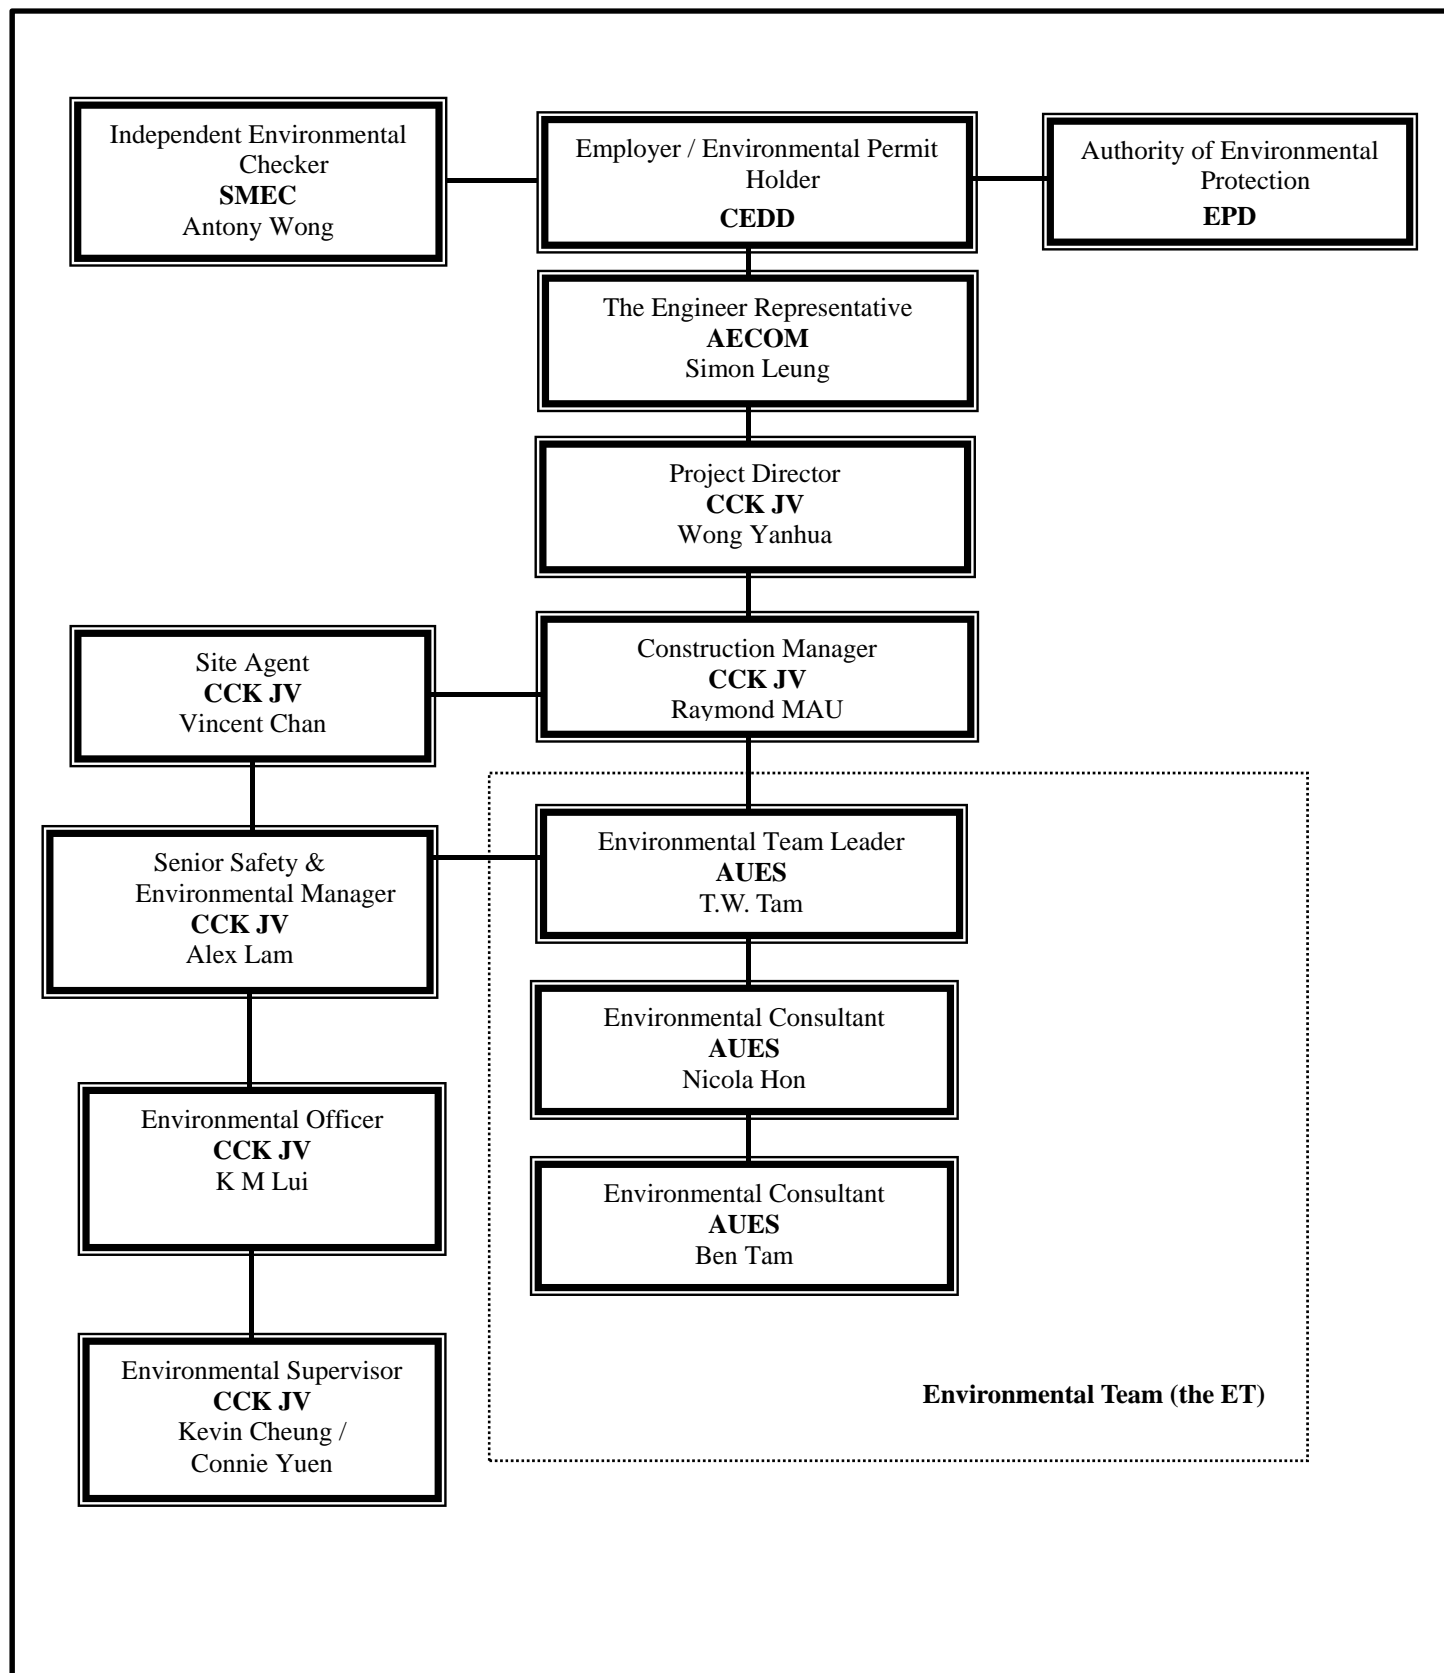 Independent Environmental
Checker
SMEC
Antony Wong
Employer / Environmental Permit
Holder
CEDD
Authority of Environmental
Protection
EPD
The Engineer Representative
AECOM
Simon Leung
Project Director
CCK JV
Wong Yanhua
Site Agent
CCK JV
Vincent Chan
Construction Manager
CCK JV
Raymond MAU
Senior Safety &
Environmental Manager
CCK JV
Alex Lam
Environmental Team Leader
AUES
T.W. Tam
Environmental Consultant
AUES
Nicola Hon
Environmental Officer
CCK JV
K M Lui
Environmental Consultant
AUES
Ben Tam
Environmental Supervisor
CCK JV
Kevin Cheung /
Connie Yuen
Environmental Team (the ET)